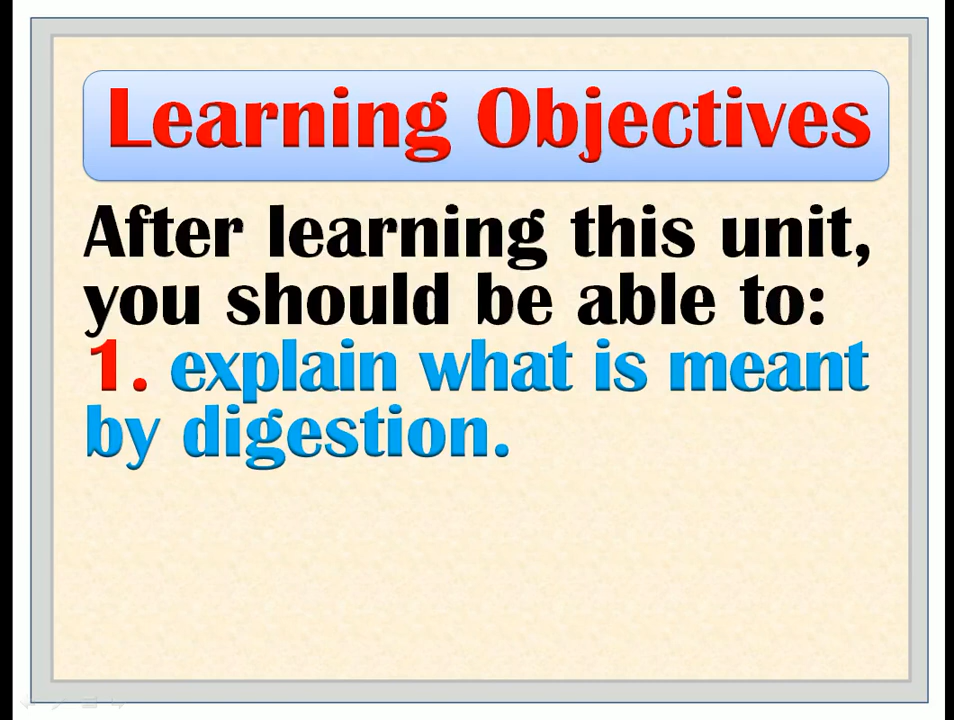 Learning Objectives
After learning this unit,
you should be able to:
1. explain what is meant
by digestion.